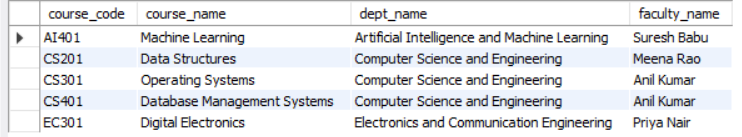 course_code course_name dept_name faculty_name
AI401 Machine Learning Artificial Intelligence and Machine Learning Suresh Babu
CS201 Data Structures Computer Science and Engineering Meena Rao
CS301 Operating Systems Computer Science and Engineering Anil Kumar
CS401 Database Management Systems Computer Science and Engineering Anil Kumar
EC301 Digital Electronics Electronics and Communication Engineering Priya Nair